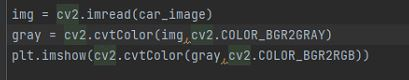 img = cv2.imread(car_image)
gray = cv2.cvtColor(img,cv2.COLOR_BGR2GRAY)
plt.imshow(cv2.cvtColor(gray,cv2.COLOR_BGR2RGB))